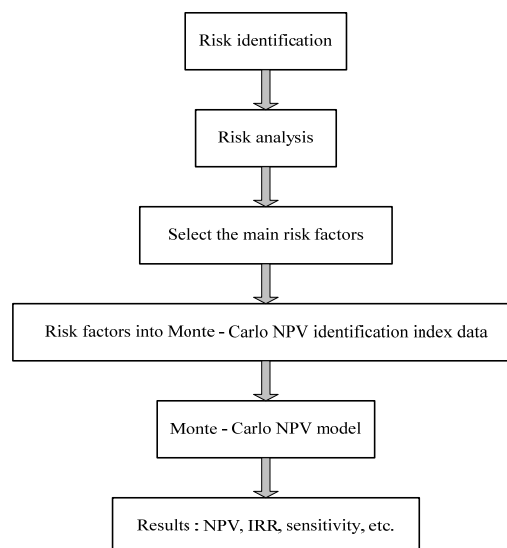 Risk identification
Risk analysis
Select the main risk factors
Risk factors into Monte - Carlo NPV identification index data
Monte - Carlo NPV model
Results : NPV, IRR, sensitivity, etc.